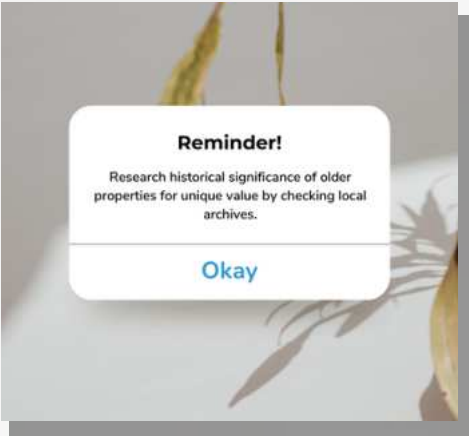 Reminder!
Research historical significance of older
properties for unique value by checking local
archives.
Okay